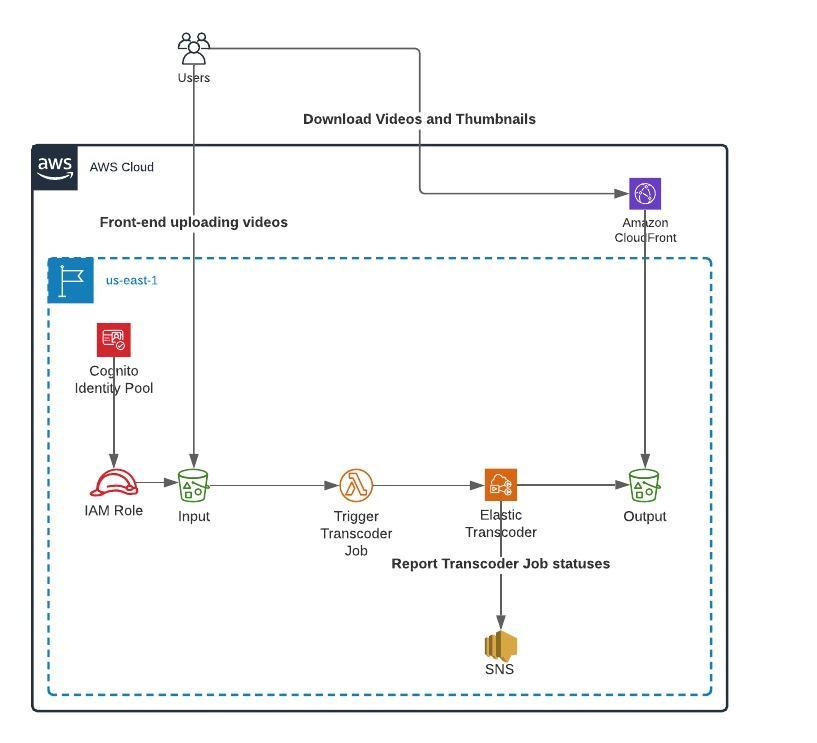 Users
Download Videos and Thumbnails
aws
AWS Cloud
Front-end uploading videos
Amazon
CloudFront
us-east-1
Cognito
Identity Pool
IAM Role
Input
Trigger
Transcoder
Job
Elastic
Transcoder
Output
Report Transcoder Job statuses
SNS